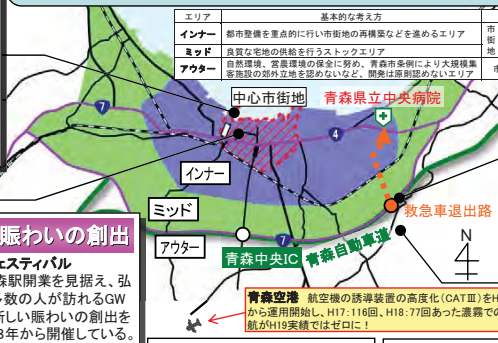 エリア 基本的な考え方
インナー 都市整備を重点的に行い市街地の再構築などを進めるエリア 市街地
ミッド 良質な宅地の供給を行うストックエリア
アウター 自然環境、営農環境の保全に努め、青森市条例により大規模集
客施設の郊外立地を認めないなど、開発は原則認めないエリア 市
中心市街地
青森県立中央病院
7
4
インナー
ミッド
アウター
7
青森中央IC
青森自動車道
救急車退出路
N
4
賑わいの創出
ェスティバル
森駅開業を見据え、弘
多数の人が訪れるGW
新しい賑わいの創出を
8年から開催している。
青森空港 航空機の誘導装置の高度化(CATⅢ)をH
から運用開始し、H17:116回、H18:77回あった濃霧での
航がH19実績ではゼロに!